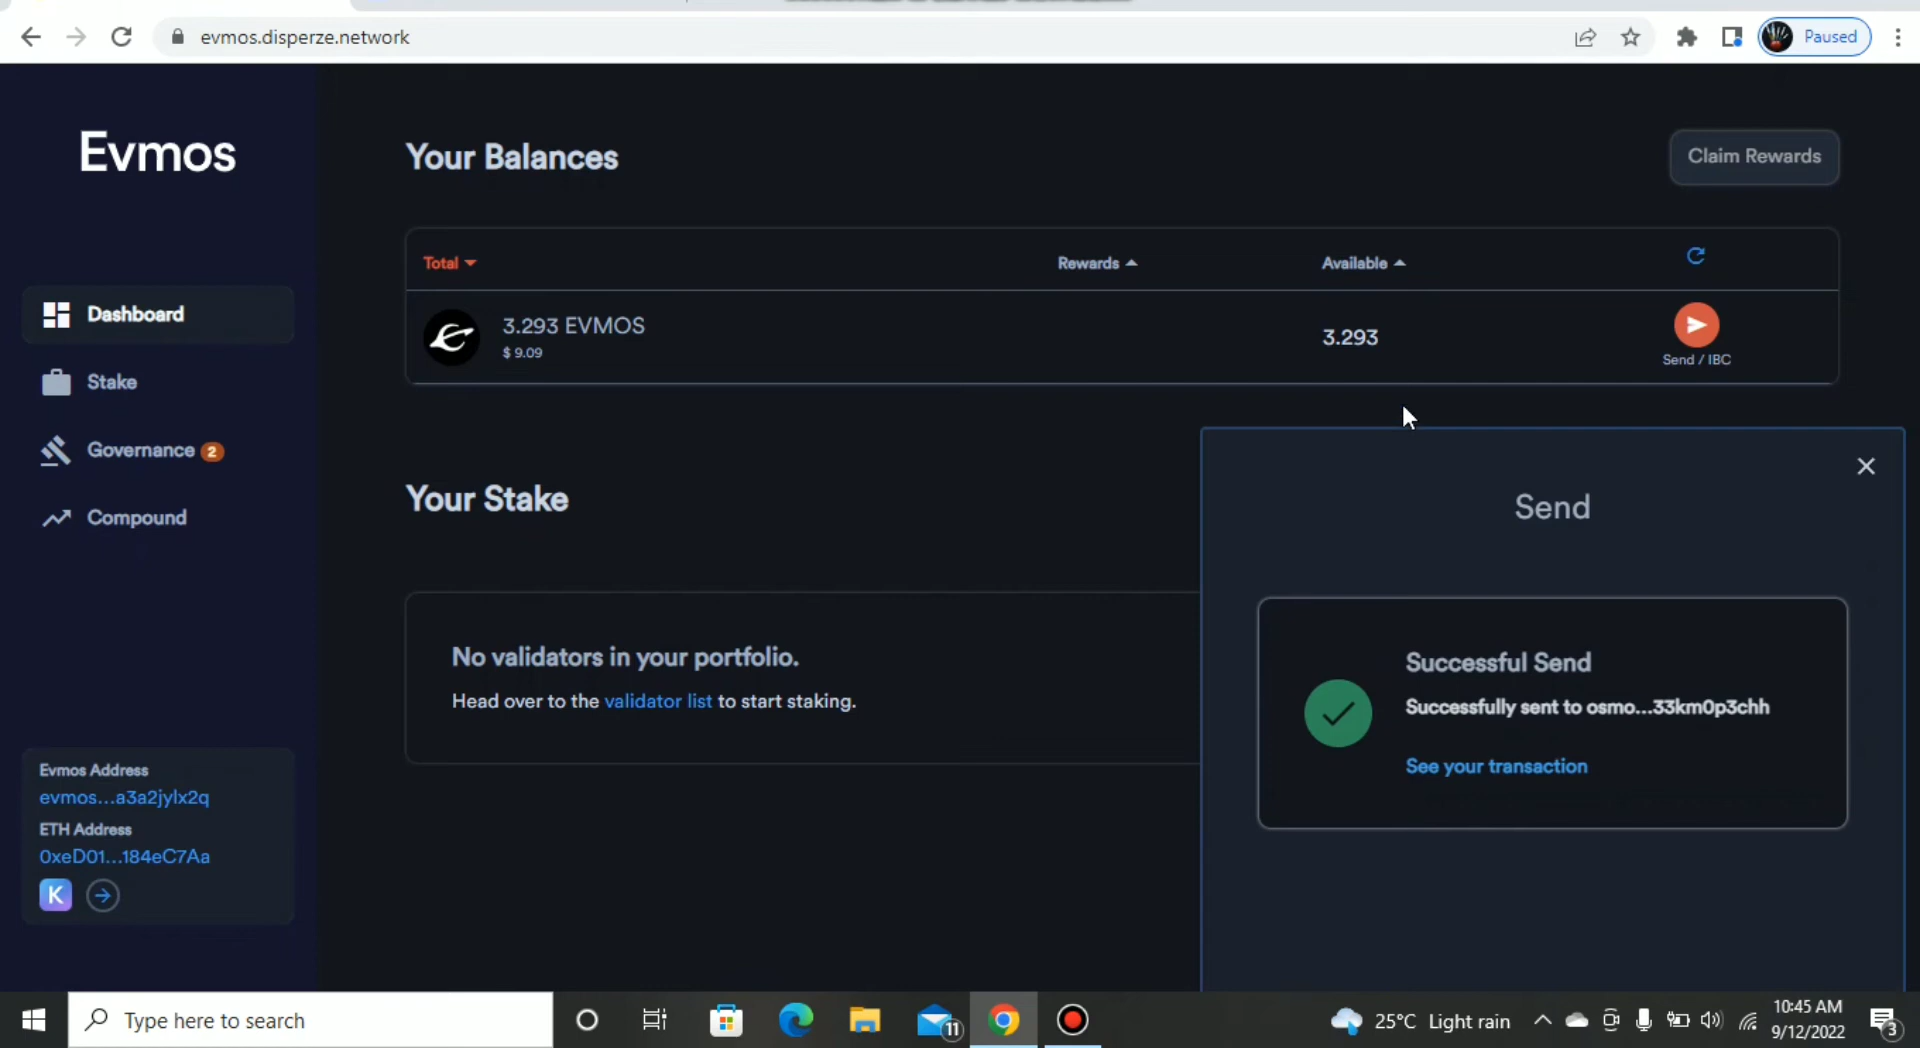 evmos.disperze.network
Paused
Evmos
Your Balances
Claim Rewards
Total
Rewards
Available
3.293 EVMOS
$ 9.09
3.293
Send / IBC
Dashboard
Stake
Governance 2
Compound
Your Stake
No validators in your portfolio.
Head over to the validator list to start staking.
Send
Successful Send
Successfully sent to osmo...33km0p3chh
See your transaction
Evmos Address
evmos...a3a2jylx2q
ETH Address
0xeD01...184eC7Aa
K
Type here to search
11
25°C Light rain
10:45 AM
9/12/2022
3